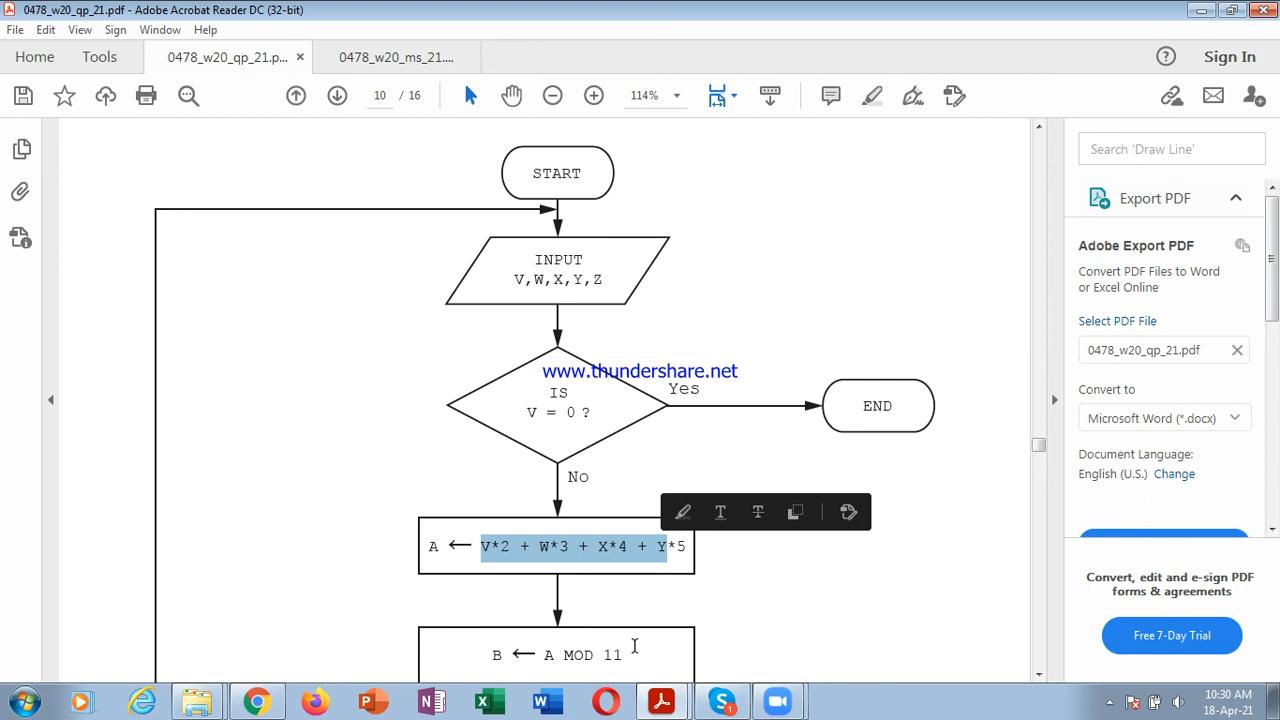 0478_w20_qp_21.pdf - Adobe Acrobat Reader DC (32-bit)
File Edit View Sign Window Help
Home Tools 0478_w20_qp_21.p... × 0478_w20_ms_21.... Sign In
10 / 16 114%
START
INPUT
V,W,X,Y,Z
www.thundershare.net
IS
V = 0 ?
Yes
END
No
A ← V*2 + W*3 + X*4 + Y*5
B ← A MOD 11
Search 'Draw Line'
Export PDF
Adobe Export PDF
Convert PDF Files to Word
or Excel Online
Select PDF File
0478_w20_qp_21.pdf
Convert to
Microsoft Word (*.docx)
Document Language:
English (U.S.) Change
Convert, edit and e-sign PDF
forms & agreements
Free 7-Day Trial
10:30 AM
18-Apr-21